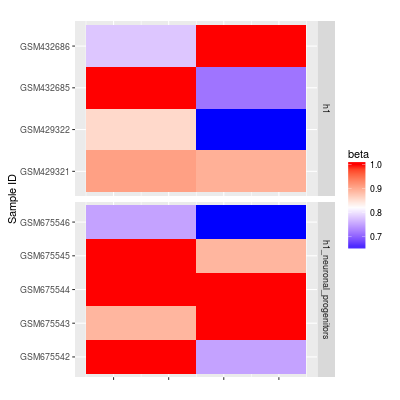 GSM432686
GSM432685
GSM429322
GSM429321
h1
GSM675546
GSM675545
GSM675544
GSM675543
GSM675542
h1_neuronal_progenitors
Sample ID
beta
1.0
0.9
0.8
0.7